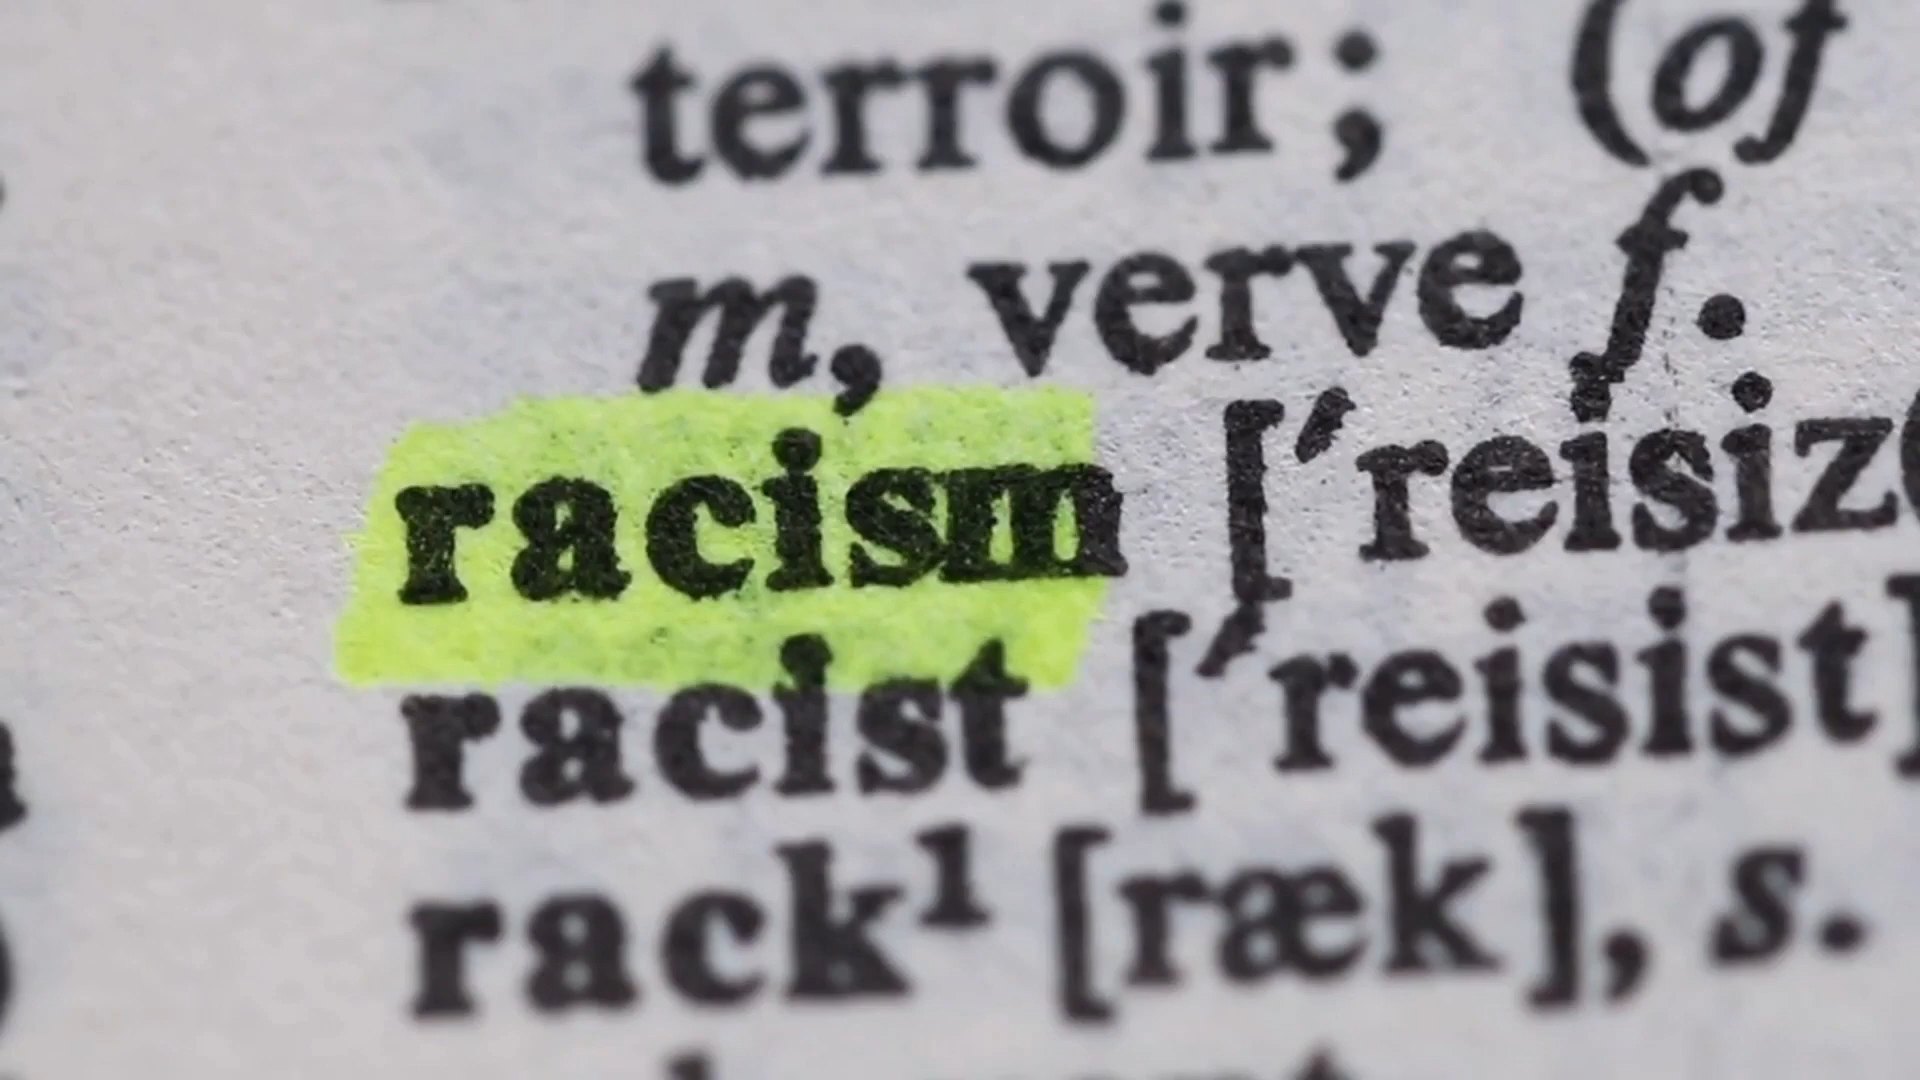 terroir; (of
m, verve f.
racism ['reisiz
racist ['reisist]
rack¹ [ræk], s.